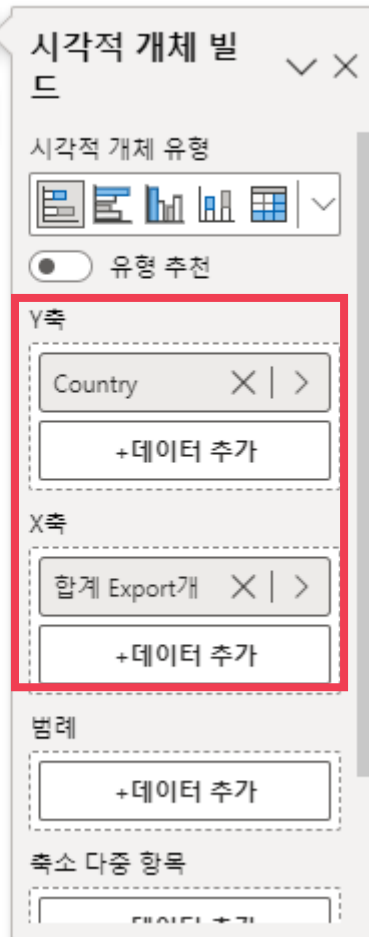 시각적 개체 빌
드
시각적 개체 유형
유형 추천
Y축
Country
+데이터 추가
X축
합계 Export개
+데이터 추가
범례
+데이터 추가
축소 다중 항목